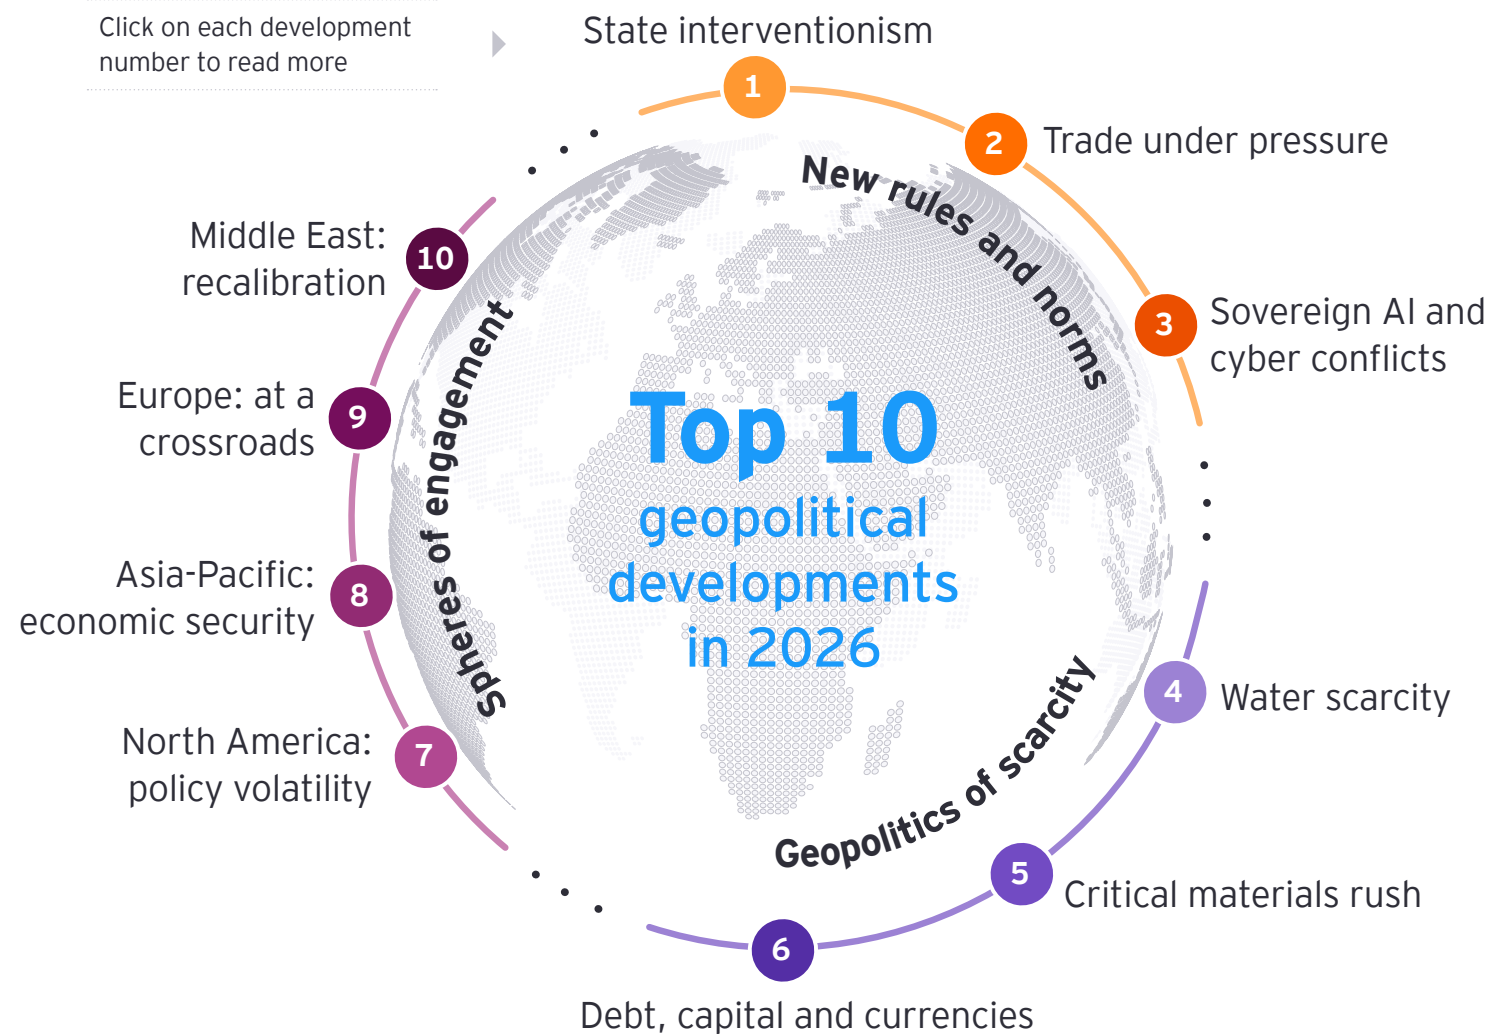 Click on each development
number to read more
State interventionism
1
2
Trade under pressure
New rules and norms
3
Sovereign AI and
cyber conflicts
4
Water scarcity
5
Critical materials rush
Geopolitics of scarcity
6
Debt, capital and currencies
7
North America:
policy volatility
8
Asia-Pacific:
economic security
Spheres of engagement
9
Europe: at a
crossroads
10
Middle East:
recalibration
Top 10
geopolitical
developments
in 2026